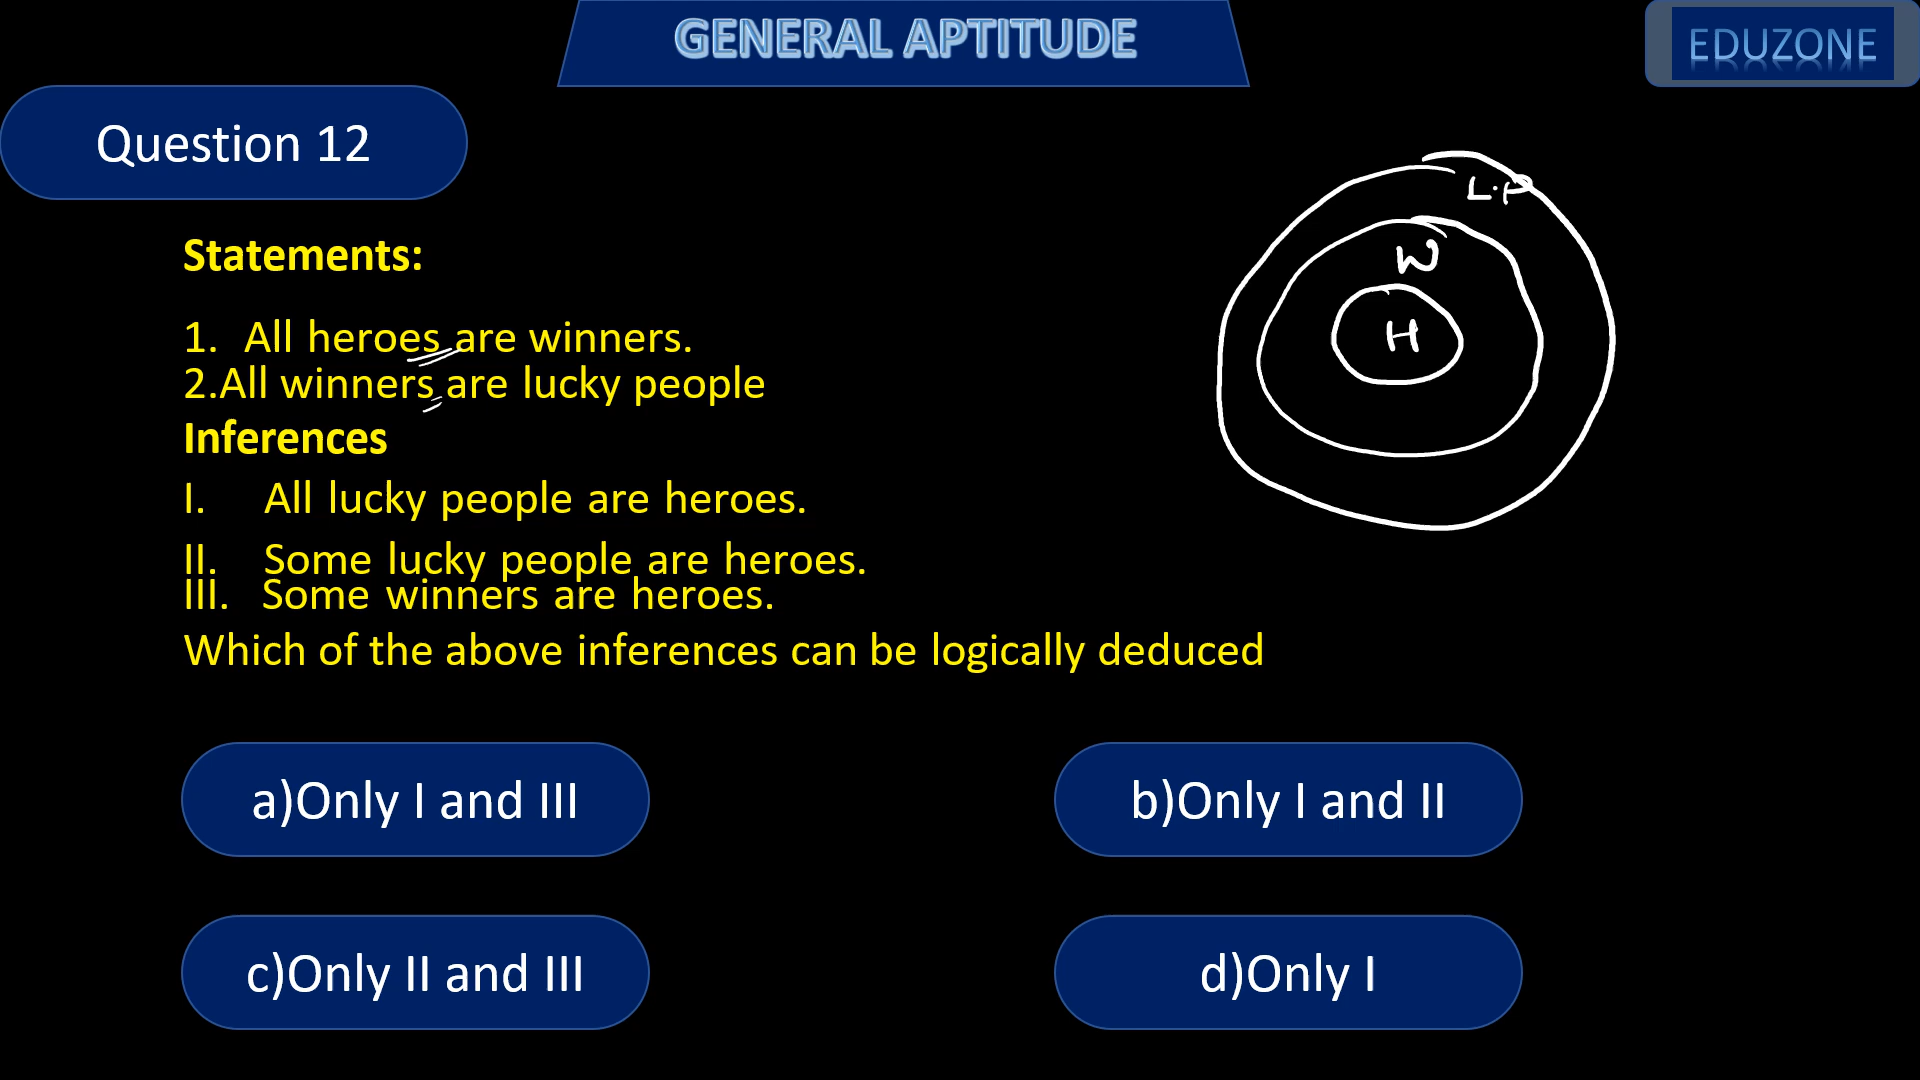 GENERAL APTITUDE
EDUZONE
Question 12
L.P
W
H
Statements:
1. All heroes are winners.
2.All winners are lucky people
Inferences
I. All lucky people are heroes.
II. Some lucky people are heroes.
III. Some winners are heroes.
Which of the above inferences can be logically deduced
a)Only I and III
b)Only I and II
c)Only II and III
d)Only I